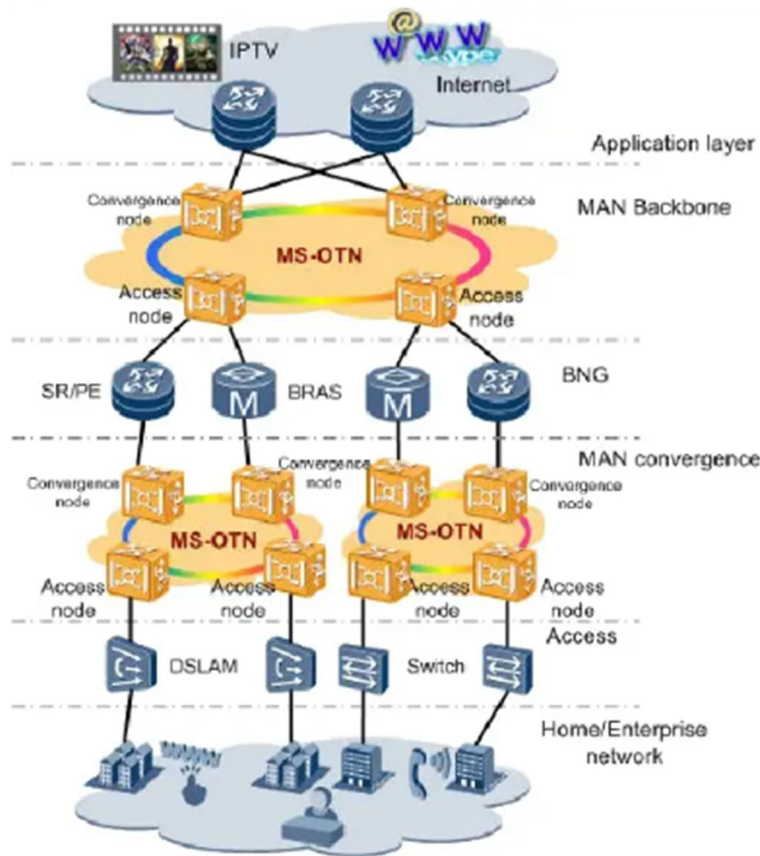 IPTV
@
W W W
Skype
Internet
Application layer
Convergence
node
Convergence
node
MAN Backbone
MS-OTN
Access
node
Access
node
SR/PE
M
BRAS
M
BNG
MAN convergence
Convergence
node
Convergence
node
Convergence
node
MS-OTN
MS-OTN
Access
node
Access
node
Access
node
Access
node
Access
DSLAM
Switch
Home/Enterprise
network
WWW